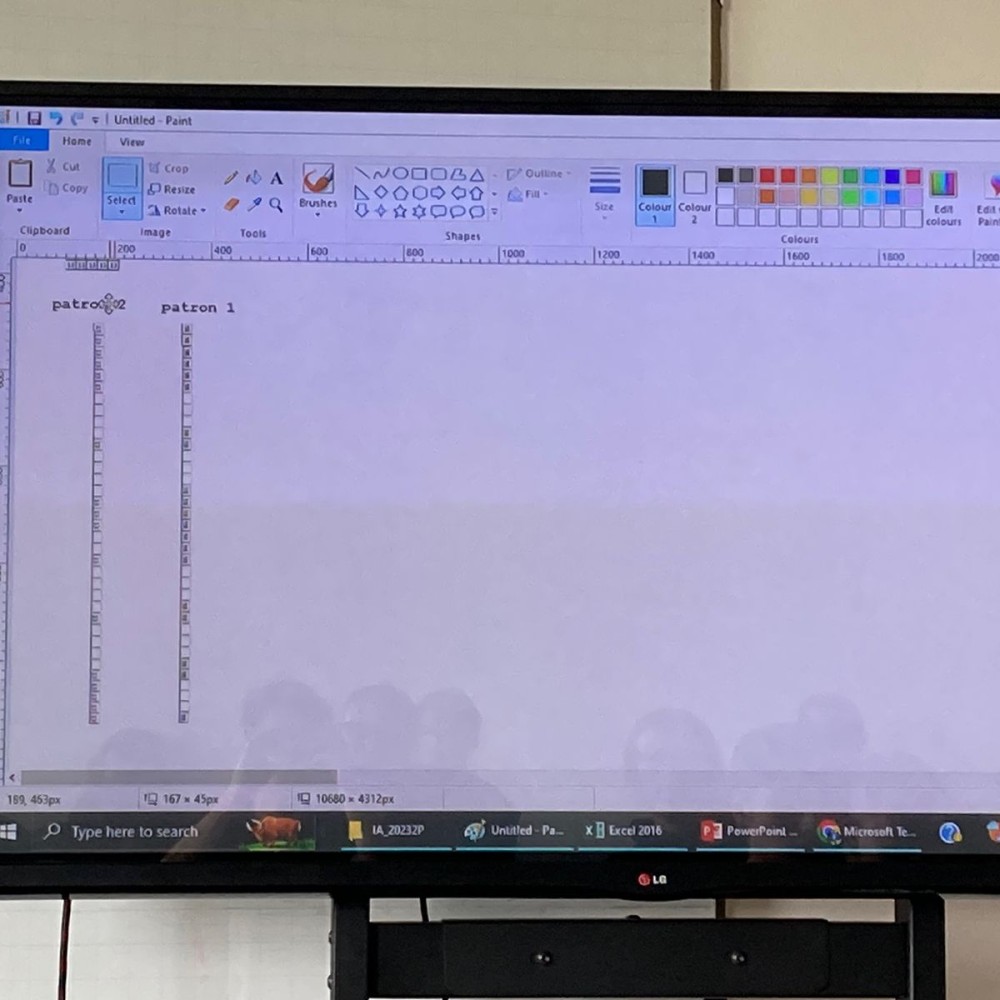 Untitled - Paint
File Home View
Paste
Cut
Copy
Clipboard
Select
Crop
Resize
Rotate
Image
A
Tools
Brushes
Outline
Fill
Shapes
Size
Colour 1
Colour 2
Colours
Edit colours
Edit
0 200 400 600 800 1000 1200 1400 1600 1800 2000
patron 1
463px
167 × 45px
10680 × 4312px
Type here to search
IA_20232P
Untitled - Pa...
Excel 2016
PowerPoint ...
Microsoft Te...
LG